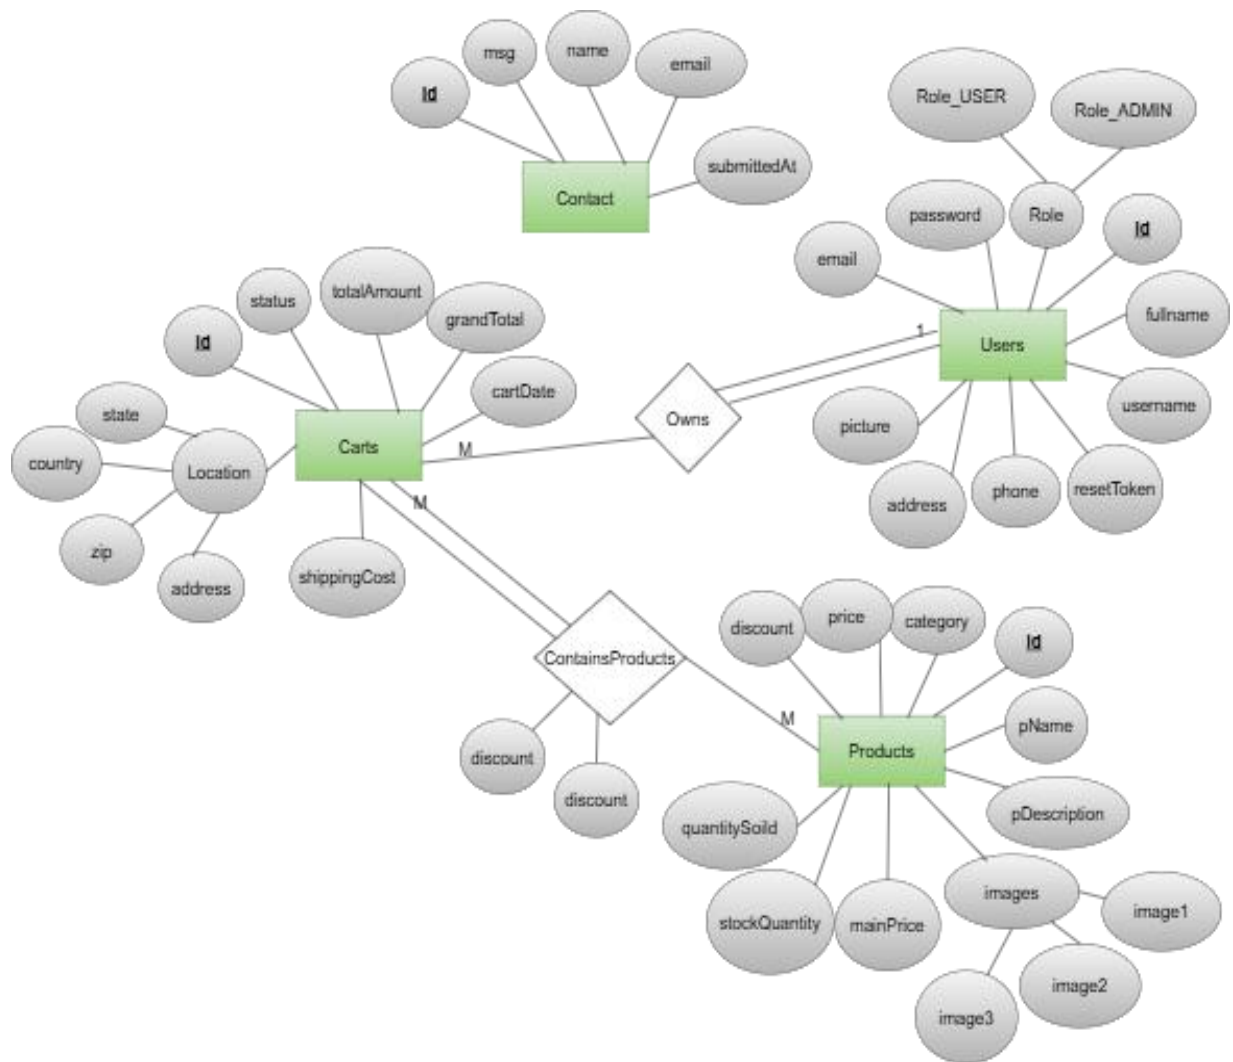 Id
msg
name
email
submittedAt
Contact
Role_USER
Role_ADMIN
password
Role
Id
email
fullname
Users
username
picture
address
phone
resetToken
1
Owns
M
Id
status
totalAmount
grandTotal
cartDate
Carts
state
country
Location
zip
address
shippingCost
M
ContainsProducts
discount
discount
M
discount
price
category
Id
pName
Products
pDescription
quantitySoild
stockQuantity
mainPrice
images
image1
image2
image3